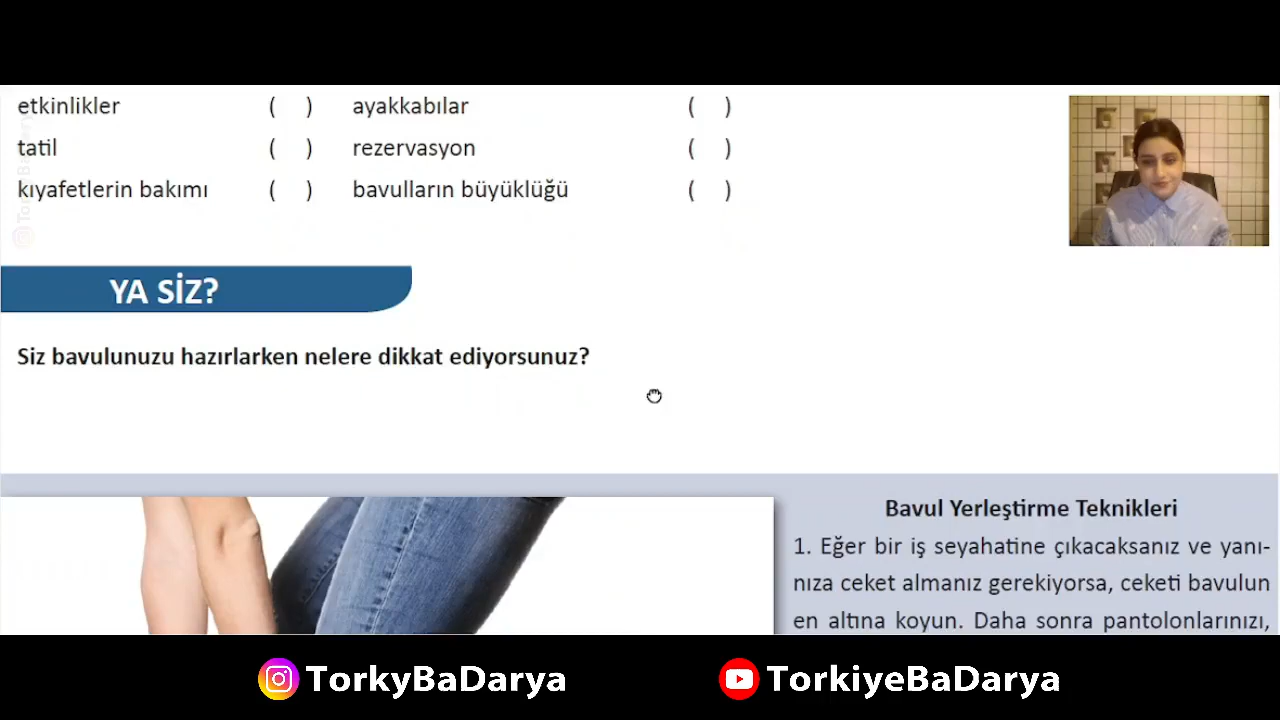 etkinlikler ( ) ayakkabılar ( )
tatil ( ) rezervasyon ( )
kıyafetlerin bakımı ( ) bavulların büyüklüğü ( )
YA SİZ?
Siz bavulunuzu hazırlarken nelere dikkat ediyorsunuz?
Bavul Yerleştirme Teknikleri
1. Eğer bir iş seyahatine çıkacaksanız ve yanı-
nıza ceket almanız gerekiyorsa, ceketi bavulun
en altına koyun. Daha sonra pantolonlarınızı,
TorkyBaDarya
TorkiyeBaDarya